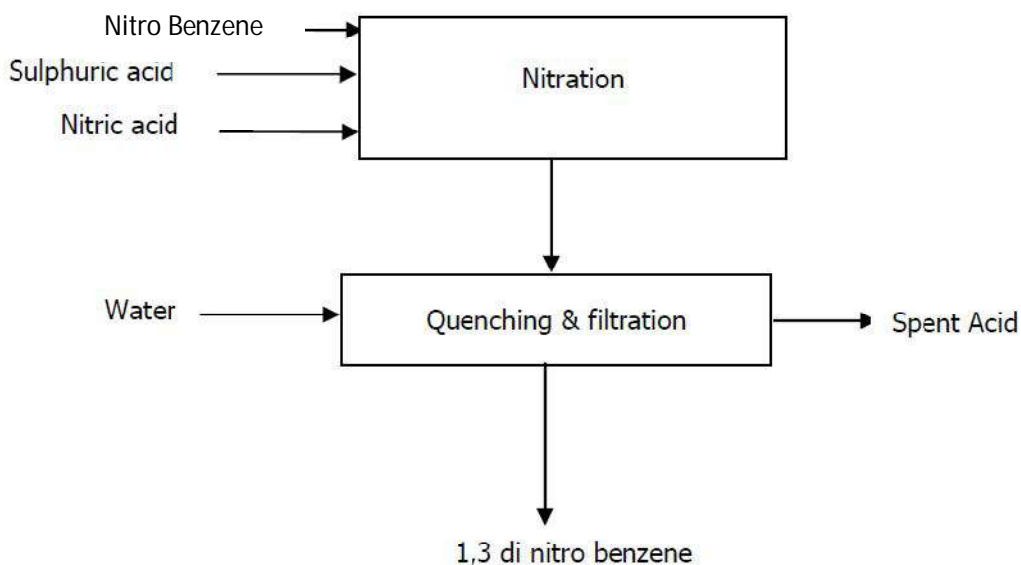 Nitro Benzene
Sulphuric acid
Nitric acid
Nitration
Water
Quenching & filtration
Spent Acid
1,3 di nitro benzene